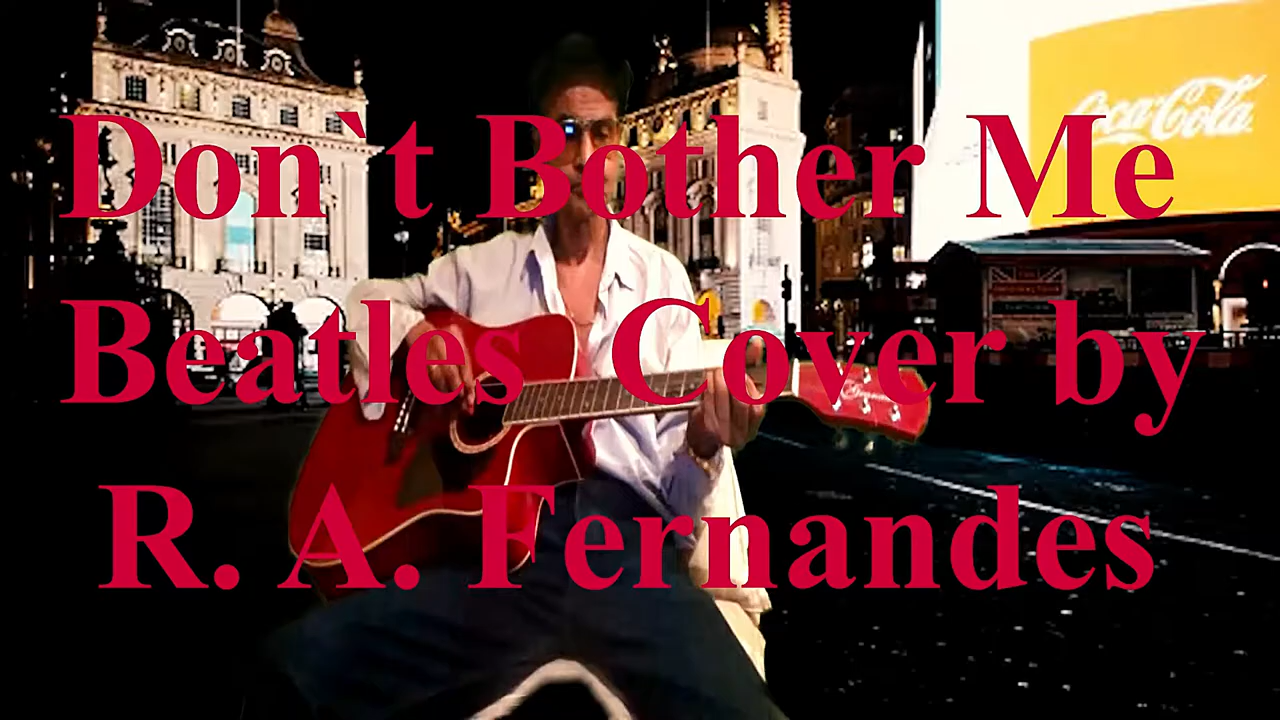 Don`t Bother Me
Beatles Cover by
R. A. Fernandes
Coca-Cola